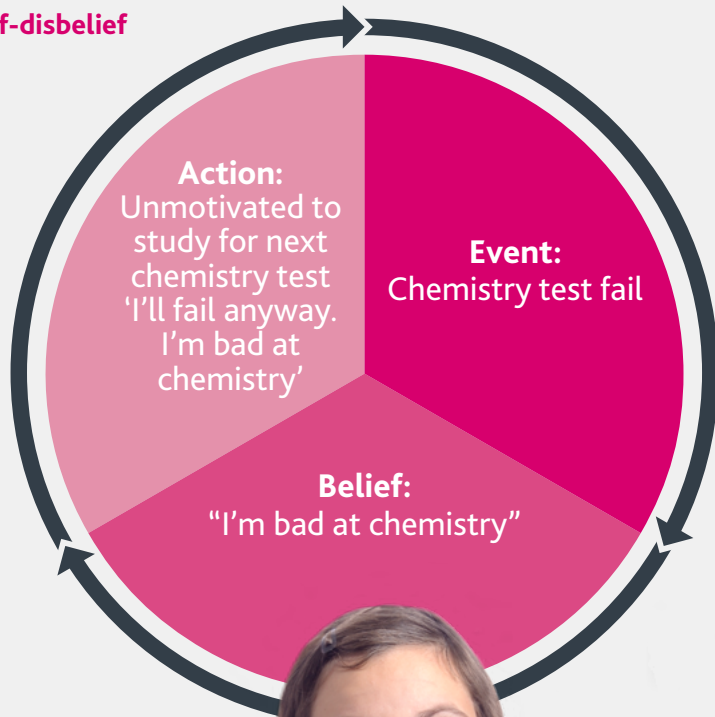 f-disbelief
Action:
Unmotivated to
study for next
chemistry test
‘I’ll fail anyway.
I’m bad at
chemistry’
Event:
Chemistry test fail
Belief:
“I’m bad at chemistry”